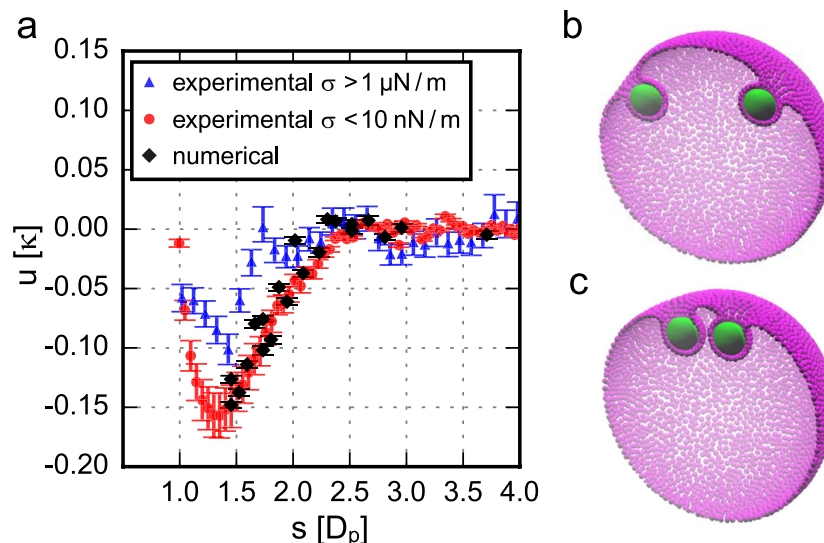 a
0.15
0.10
0.05
0.00
-0.05
-0.10
-0.15
-0.20
u [κ]
experimental σ > 1 µN / m
experimental σ < 10 nN / m
numerical
1.0 1.5 2.0 2.5 3.0 3.5 4.0
s [Dp]
b
c